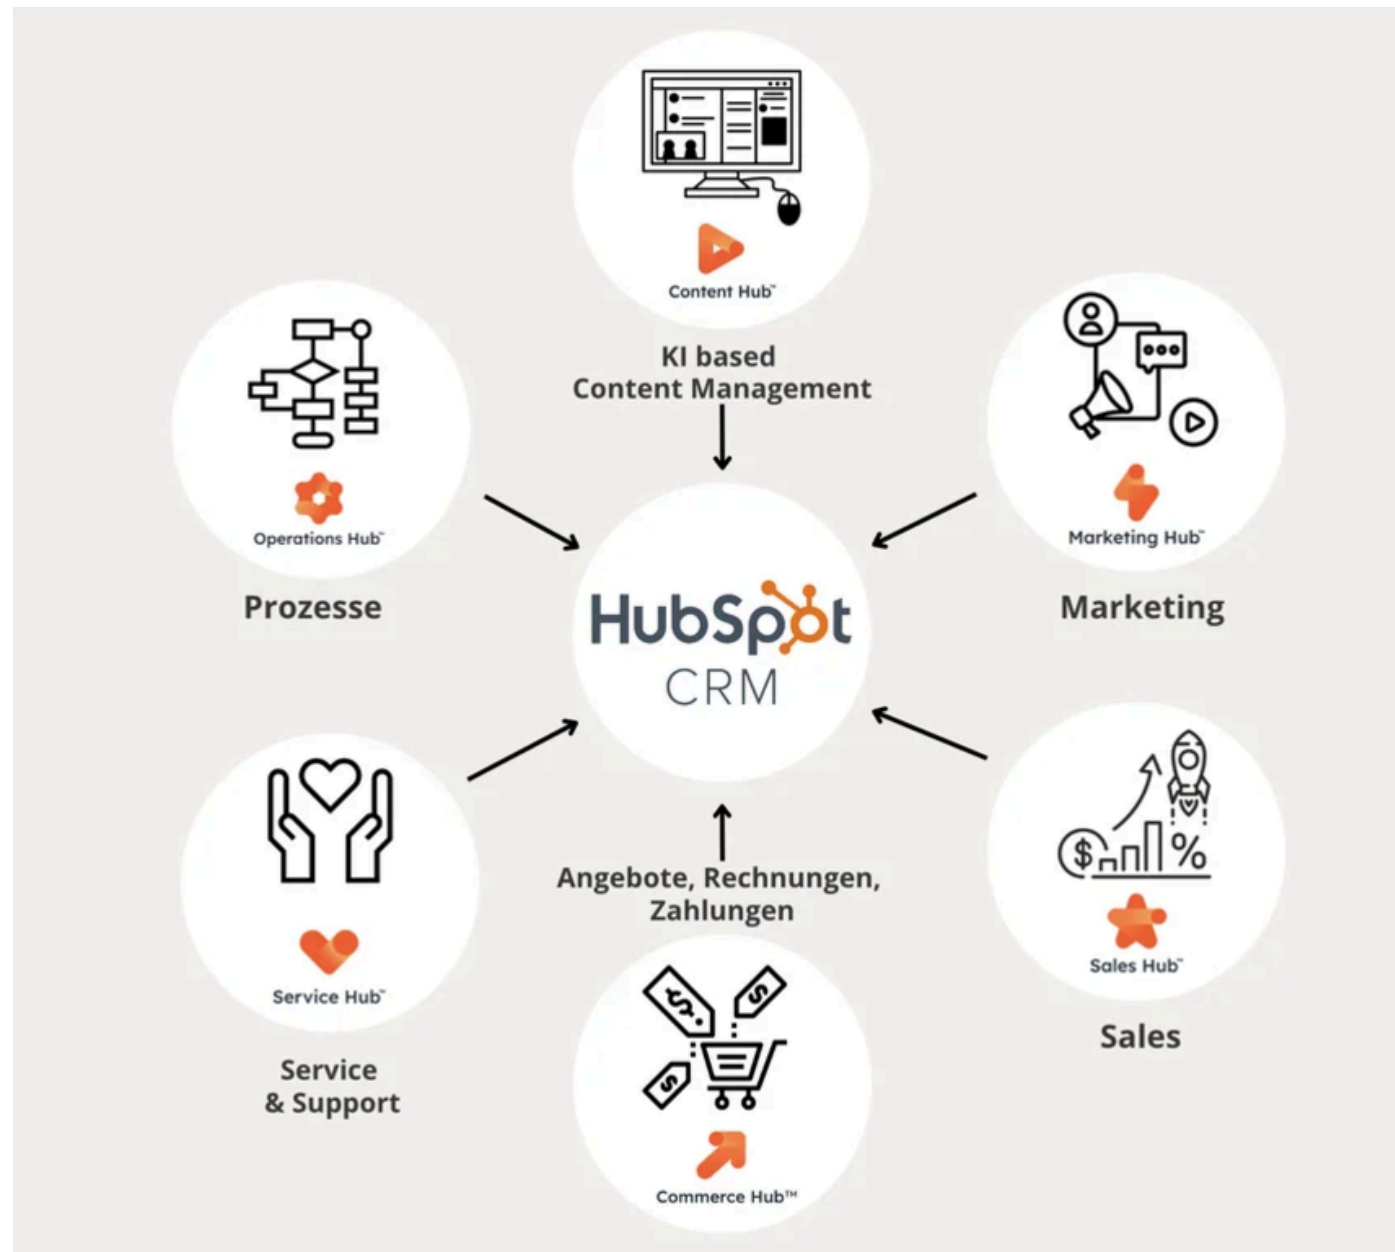 Content Hub™
KI based
Content Management
Operations Hub™
Prozesse
Marketing Hub™
Marketing
HubSpot
CRM
Service Hub™
Service
& Support
$
%
Sales Hub™
Sales
Angebote, Rechnungen,
Zahlungen
$
$
$
Commerce Hub™